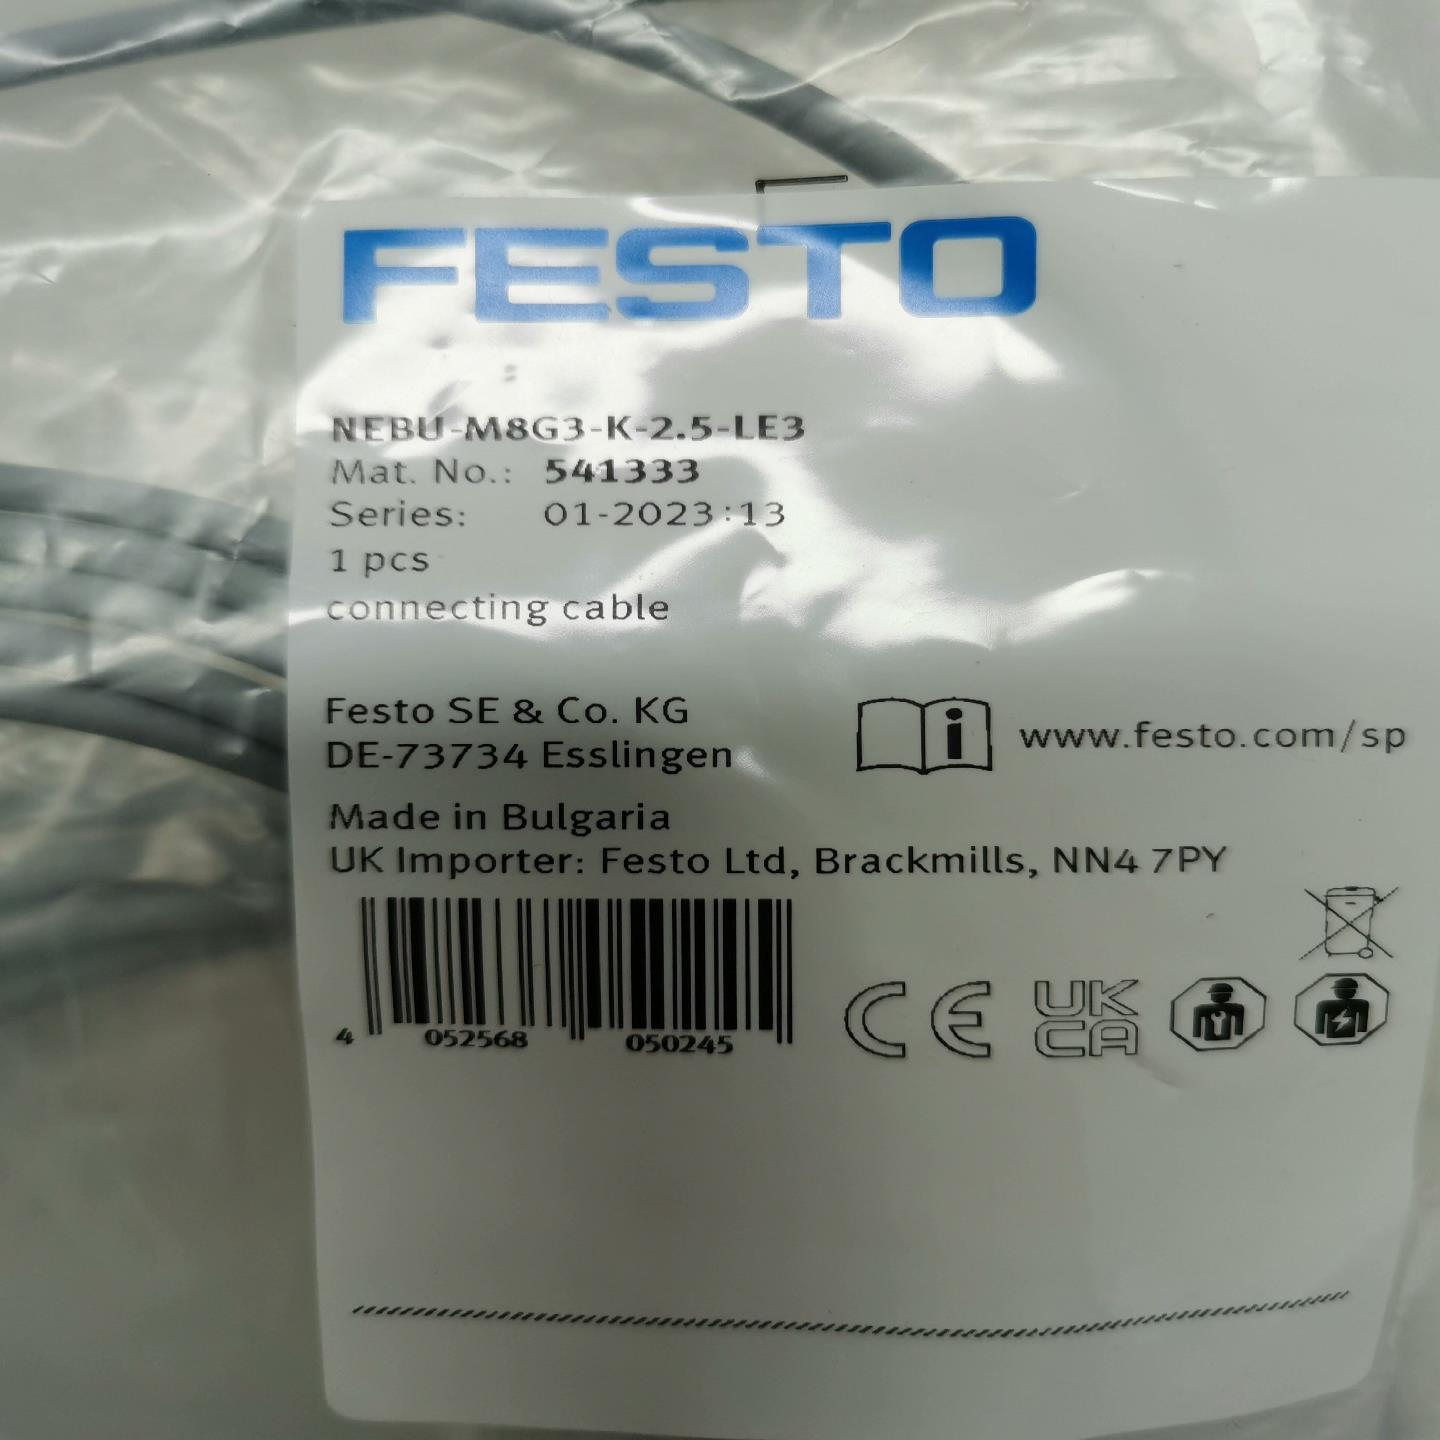 FESTO
NEBU-M8G3-K-2.5-LE3
Mat. No.: 541333
Series: 01-2023:13
1 pcs
connecting cable
Festo SE & Co. KG
DE-73734 Esslingen
www.festo.com/sp
Made in Bulgaria
UK Importer: Festo Ltd, Brackmills, NN4 7PY
4 052568 050245
CE UK CA